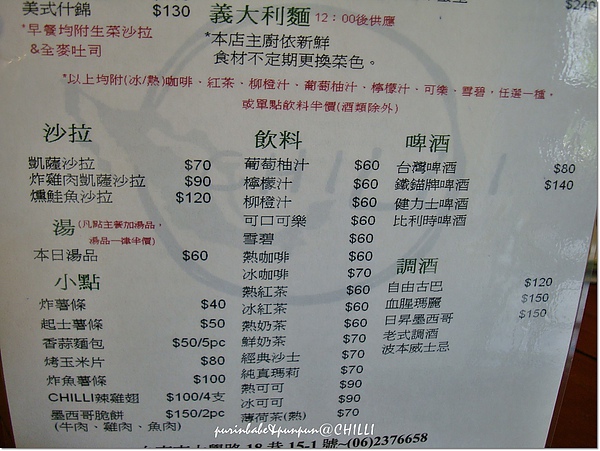 美式什錦 $130
*早餐均附生菜沙拉
&全麥吐司
義大利麵 12：00後供應
*本店主廚依新鮮
食材不定期更換菜色。
$240
*以上均附(冰/熱)咖啡、紅茶、柳橙汁、葡萄柚汁、檸檬汁、可樂、雪碧，任選一種，
或單點飲料半價(酒類除外)
沙拉
凱薩沙拉 $70
炸雞肉凱薩沙拉 $90
燻鮭魚沙拉 $120
湯(凡點主餐加湯品，
湯品一律半價)
本日湯品 $60
小點
炸薯條 $40
起士薯條 $50
香蒜麵包 $50/5pc
烤玉米片 $80
炸魚薯條 $100
CHILLI辣雞翅 $100/4支
墨西哥脆餅 $150/2pc
(牛肉、雞肉、魚肉)
飲料
葡萄柚汁 $60
檸檬汁 $60
柳橙汁 $60
可口可樂 $60
雪碧 $60
熱咖啡 $60
冰咖啡 $70
熱紅茶 $60
冰紅茶 $60
熱奶茶 $60
鮮奶茶 $70
經典沙士 $70
純真瑪莉 $70
熱可可 $90
冰可可 $90
薄荷茶(熱) $70
啤酒
台灣啤酒 $80
鐵錨牌啤酒 $140
健力士啤酒
比利時啤酒
調酒
自由古巴 $120
血腥瑪麗 $150
日昇墨西哥 $150
老式調酒
波本威士忌
18 巷 15-1 號~(06)2376658
purinbabe&punpun@CHILLI